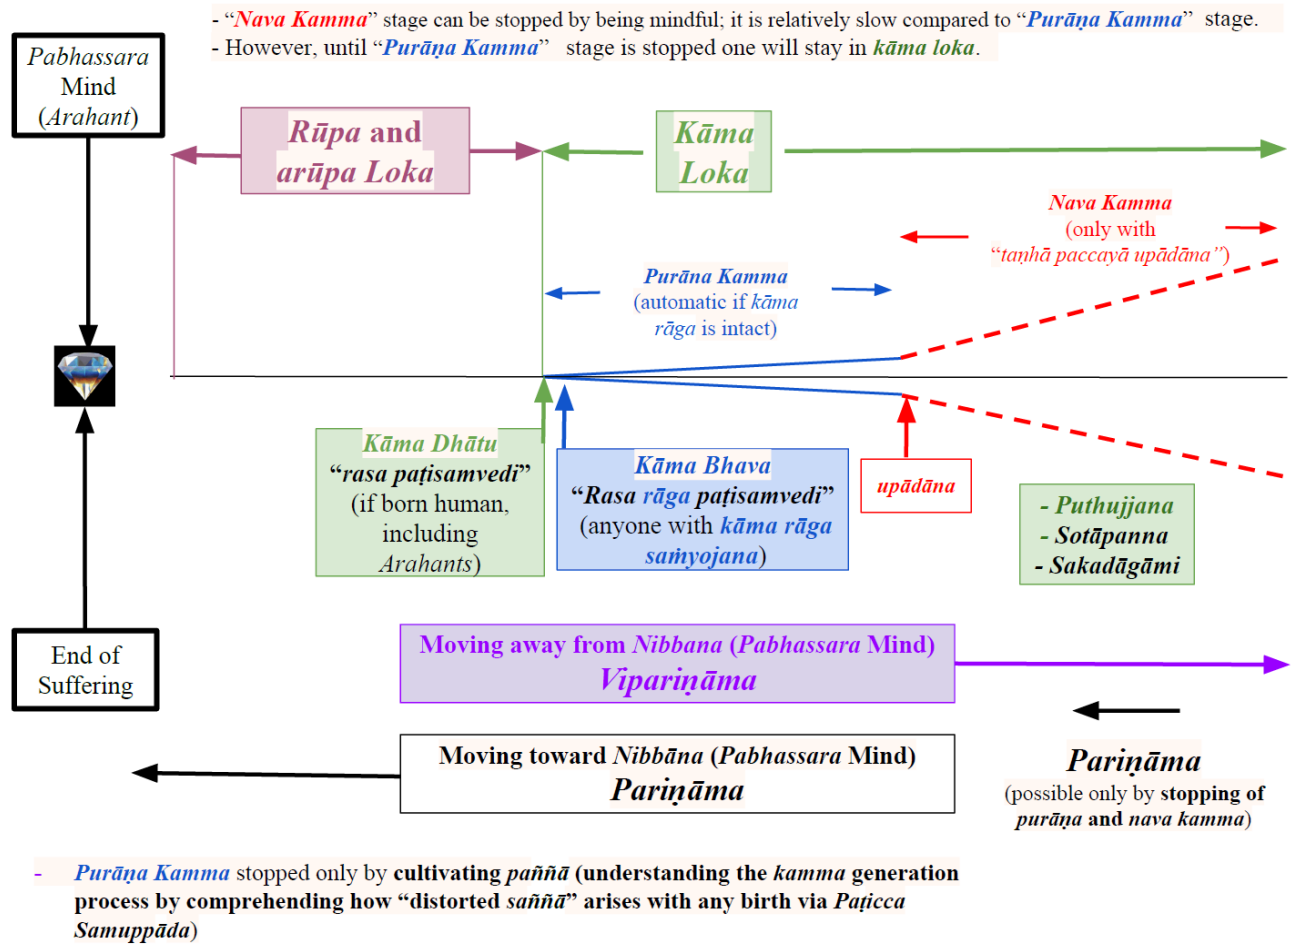 - “Nava Kamma” stage can be stopped by being mindful; it is relatively slow compared to “Purāṇa Kamma” stage.
- However, until “Purāṇa Kamma” stage is stopped one will stay in kāma loka.
Pabhassara
Mind
(Arahant)
Rūpa and
arūpa Loka
Kāma
Loka
Nava Kamma
(only with
“taṇhā paccayā upādāna”)
Purāna Kamma
(automatic if kāma
rāga is intact)
Kāma Dhātu
“rasa paṭisamvedi”
(if born human,
including
Arahants)
Kāma Bhava
“Rasa rāga paṭisamvedi”
(anyone with kāma rāga
saṁyojana)
upādāna
- Puthujjana
- Sotāpanna
- Sakadāgāmi
End of
Suffering
Moving away from Nibbana (Pabhassara Mind)
Vipariṇāma
Moving toward Nibbāna (Pabhassara Mind)
Pariṇāma
Pariṇāma
(possible only by stopping of
purāṇa and nava kamma)
- Purāṇa Kamma stopped only by cultivating paññā (understanding the kamma generation
process by comprehending how “distorted saññā” arises with any birth via Paṭicca
Samuppāda)